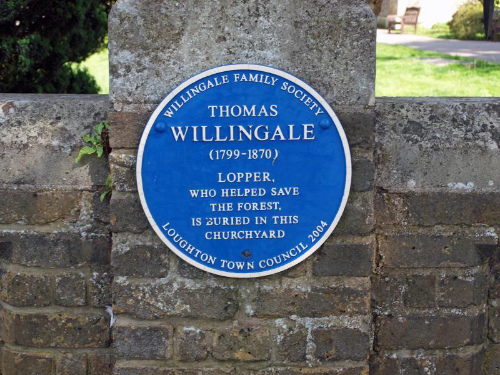 WILLINGALE FAMILY SOCIETY
THOMAS
WILLINGALE
(1799-1870)
LOPPER,
WHO HELPED SAVE
THE FOREST,
IS BURIED IN THIS
CHURCHYARD
LOUGHTON TOWN COUNCIL 2004